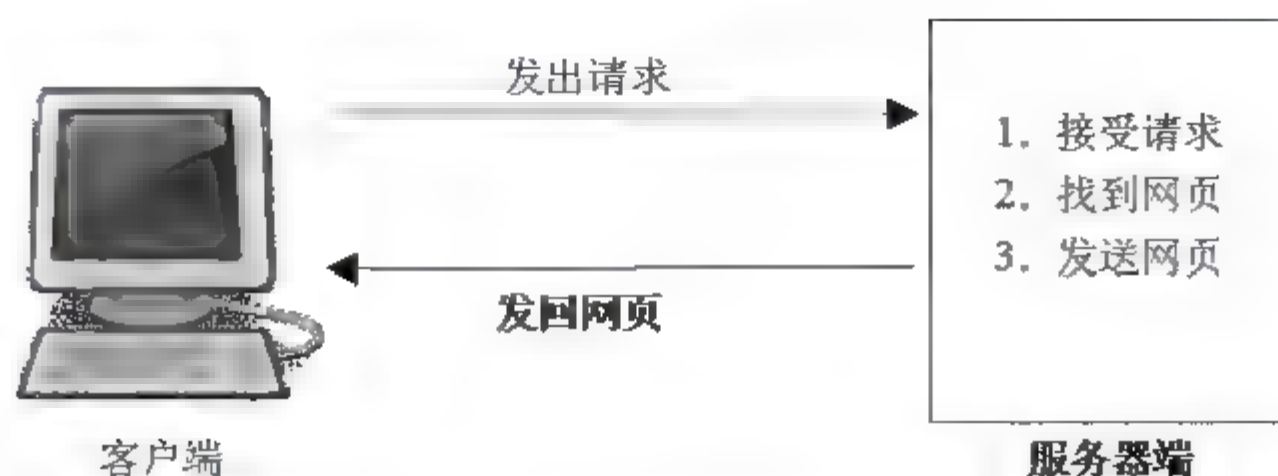 发出请求
1. 接受请求
2. 找到网页
3. 发送网页
发回网页
客户端
服务器端